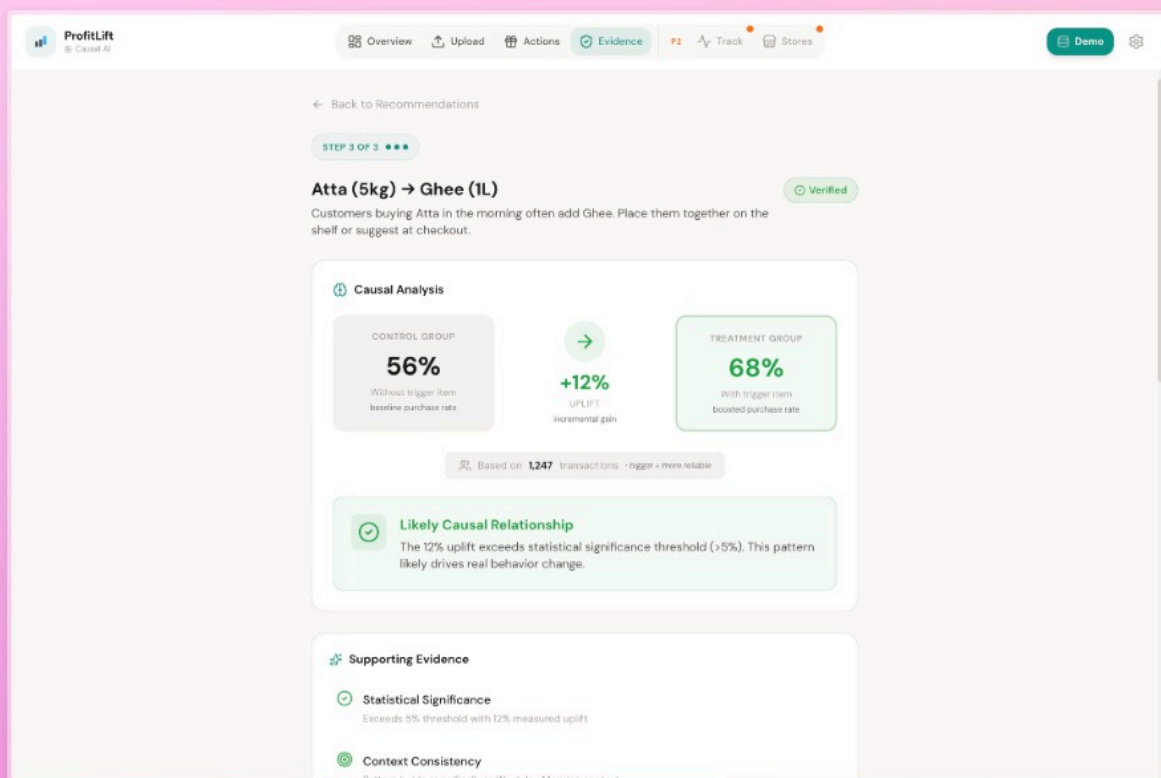 ProfitLift
Causal AI
Overview Upload Actions Evidence P2 Track Stores Demo
← Back to Recommendations
STEP 3 OF 3
Atta (5kg) → Ghee (1L)
Verified
Customers buying Atta in the morning often add Ghee. Place them together on the
shelf or suggest at checkout.
Causal Analysis
CONTROL GROUP
56%
Without trigger item
baseline purchase rate
+12%
UPLIFT
incremental gain
TREATMENT GROUP
68%
With trigger item
boosted purchase rate
Based on 1,247 transactions · bigger = more reliable
Likely Causal Relationship
The 12% uplift exceeds statistical significance threshold (>5%). This pattern
likely drives real behavior change.
Supporting Evidence
Statistical Significance
Exceeds 5% threshold with 12% measured uplift
Context Consistency